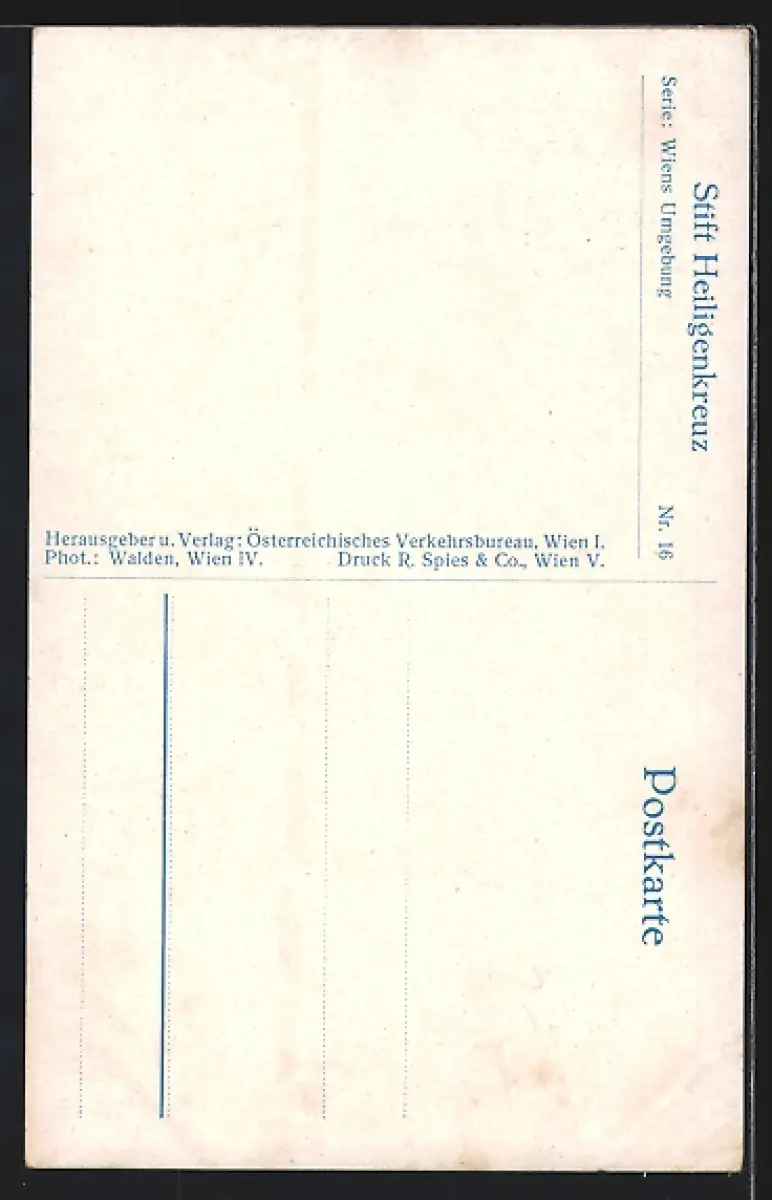 Stift Heiligenkreuz
Serie: Wiens Umgebung Nr. 16
Herausgeber u. Verlag: Österreichisches Verkehrsbureau, Wien I.
Phot.: Walden, Wien IV. Druck R. Spies & Co., Wien V.
Postkarte